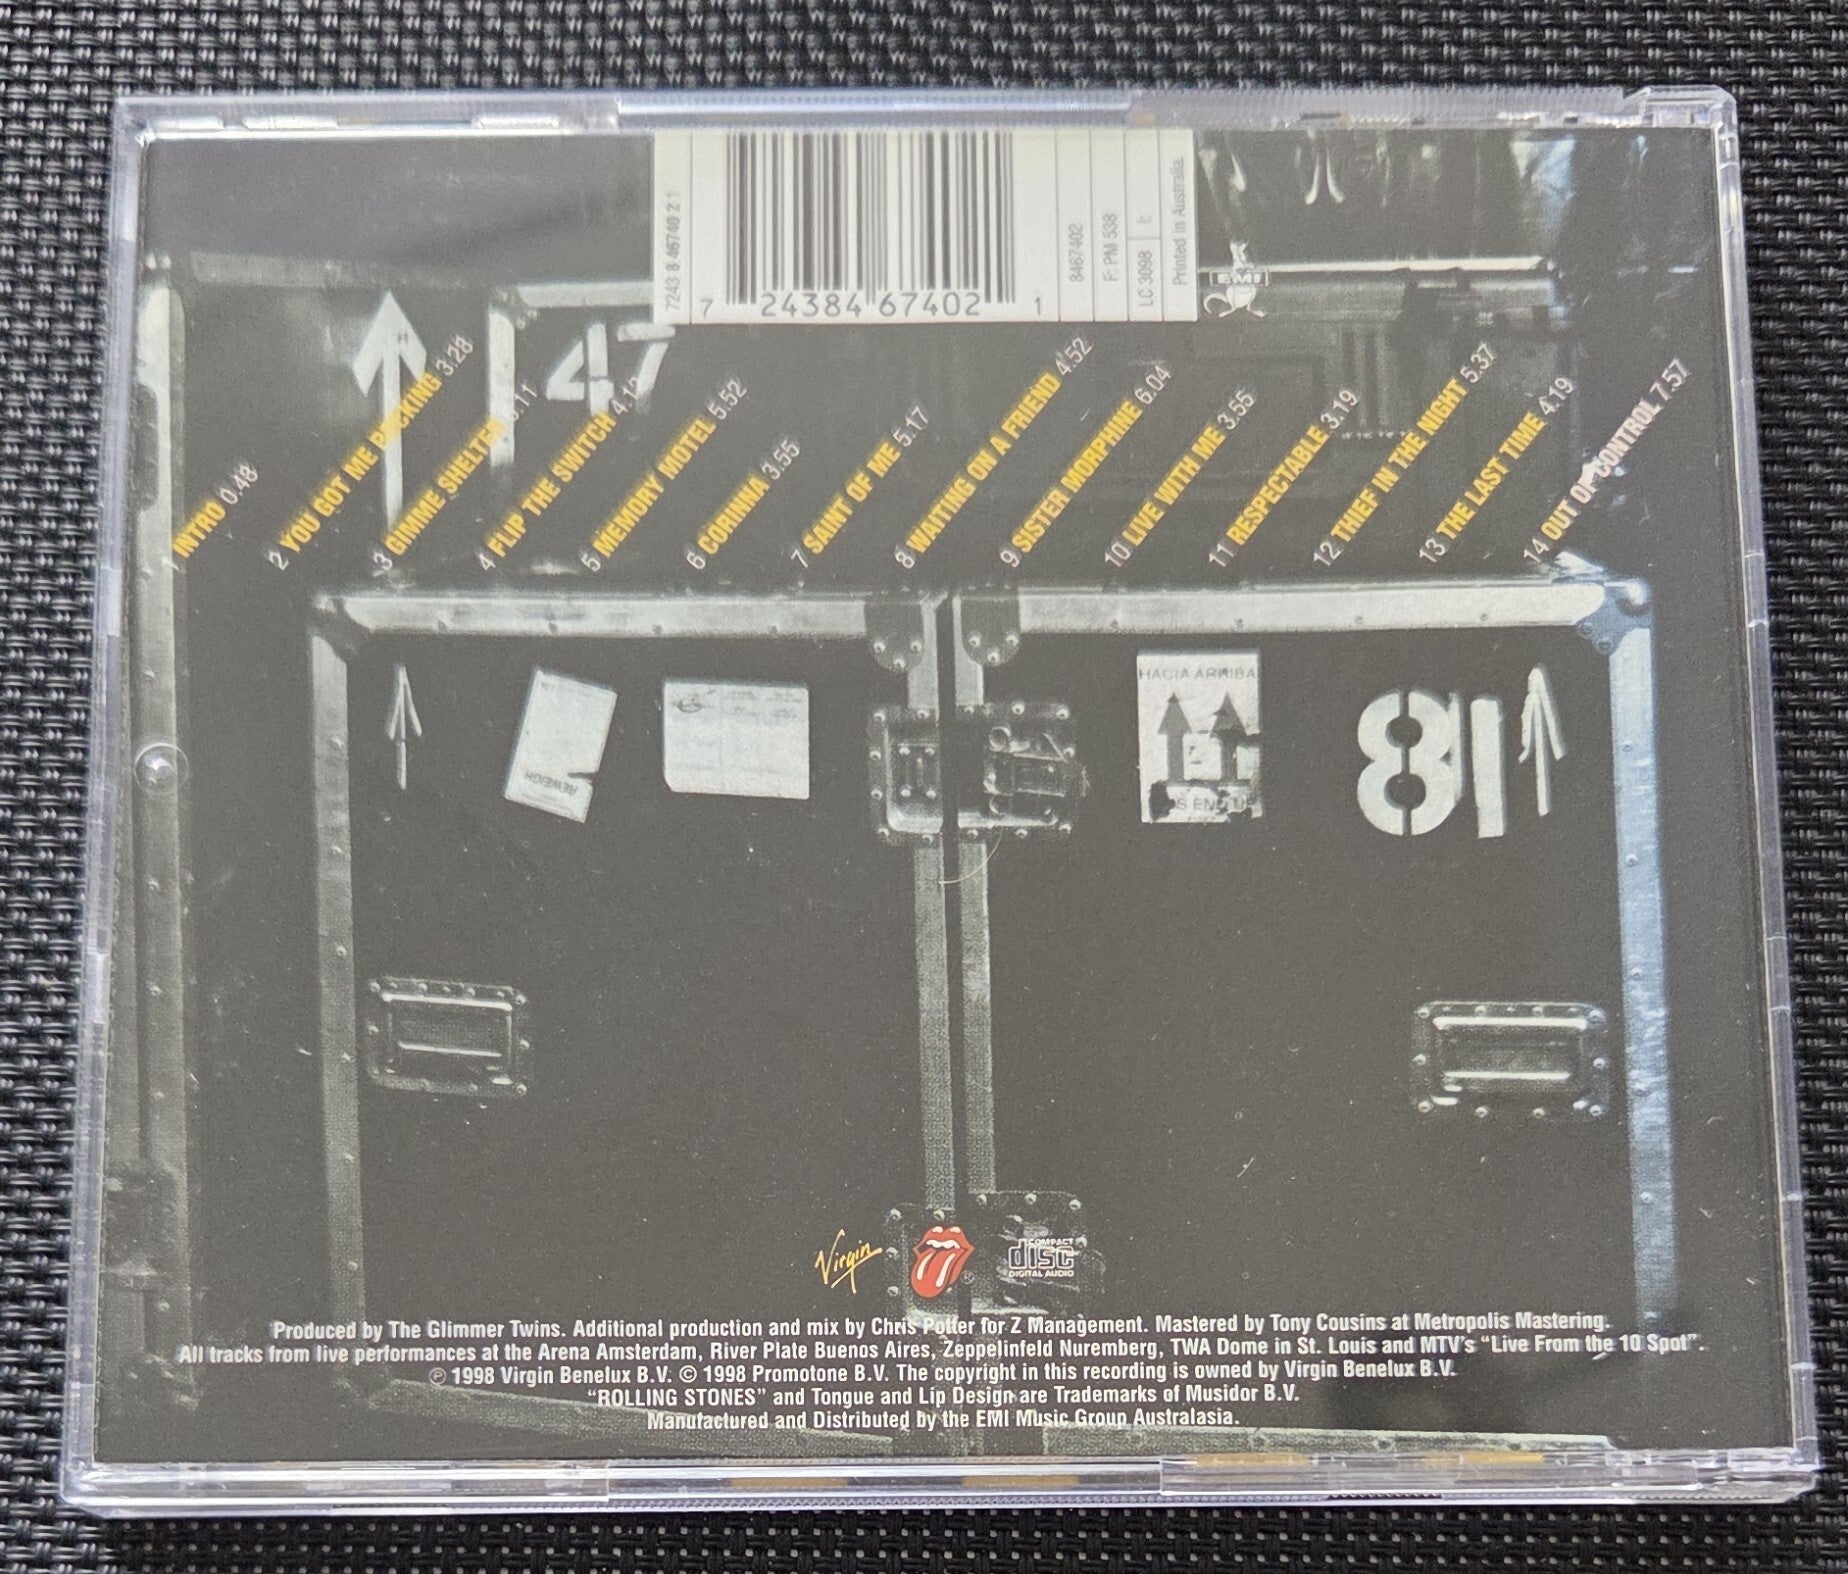 7243 8 46740 2 1
7 24384 67402 1
8467402
F: PM 538
LC 3098
Printed in Australia.
EMI
47
1 INTRO 0.48
2 YOU GOT ME ROCKING 3.28
3 GIMME SHELTER
4 FLIP THE SWITCH
5 MEMORY MOTEL 5.52
6 CORINNA 3.55
7 SAINT OF ME 5.17
8 WAITING ON A FRIEND 4.52
9 SISTER MORPHINE 6.04
10 LIVE WITH ME 3.55
11 RESPECTABLE 3.19
12 THIEF IN THE NIGHT 5.37
13 THE LAST TIME 4.19
14 OUT OF CONTROL 7.57
REWEIGH
HACIA ARRIBA
81
Virgin
®
COMPACT
disc
DIGITAL AUDIO
Produced by The Glimmer Twins. Additional production and mix by Chris Potter for Z Management. Mastered by Tony Cousins at Metropolis Mastering.
All tracks from live performances at the Arena Amsterdam, River Plate Buenos Aires, Zeppelinfeld Nuremberg, TWA Dome in St. Louis and MTV's "Live From the 10 Spot".
℗ 1998 Virgin Benelux B.V. © 1998 Promotone B.V. The copyright in this recording is owned by Virgin Benelux B.V.
"ROLLING STONES" and Tongue and Lip Design are Trademarks of Musidor B.V.
Manufactured and Distributed by the EMI Music Group Australasia.